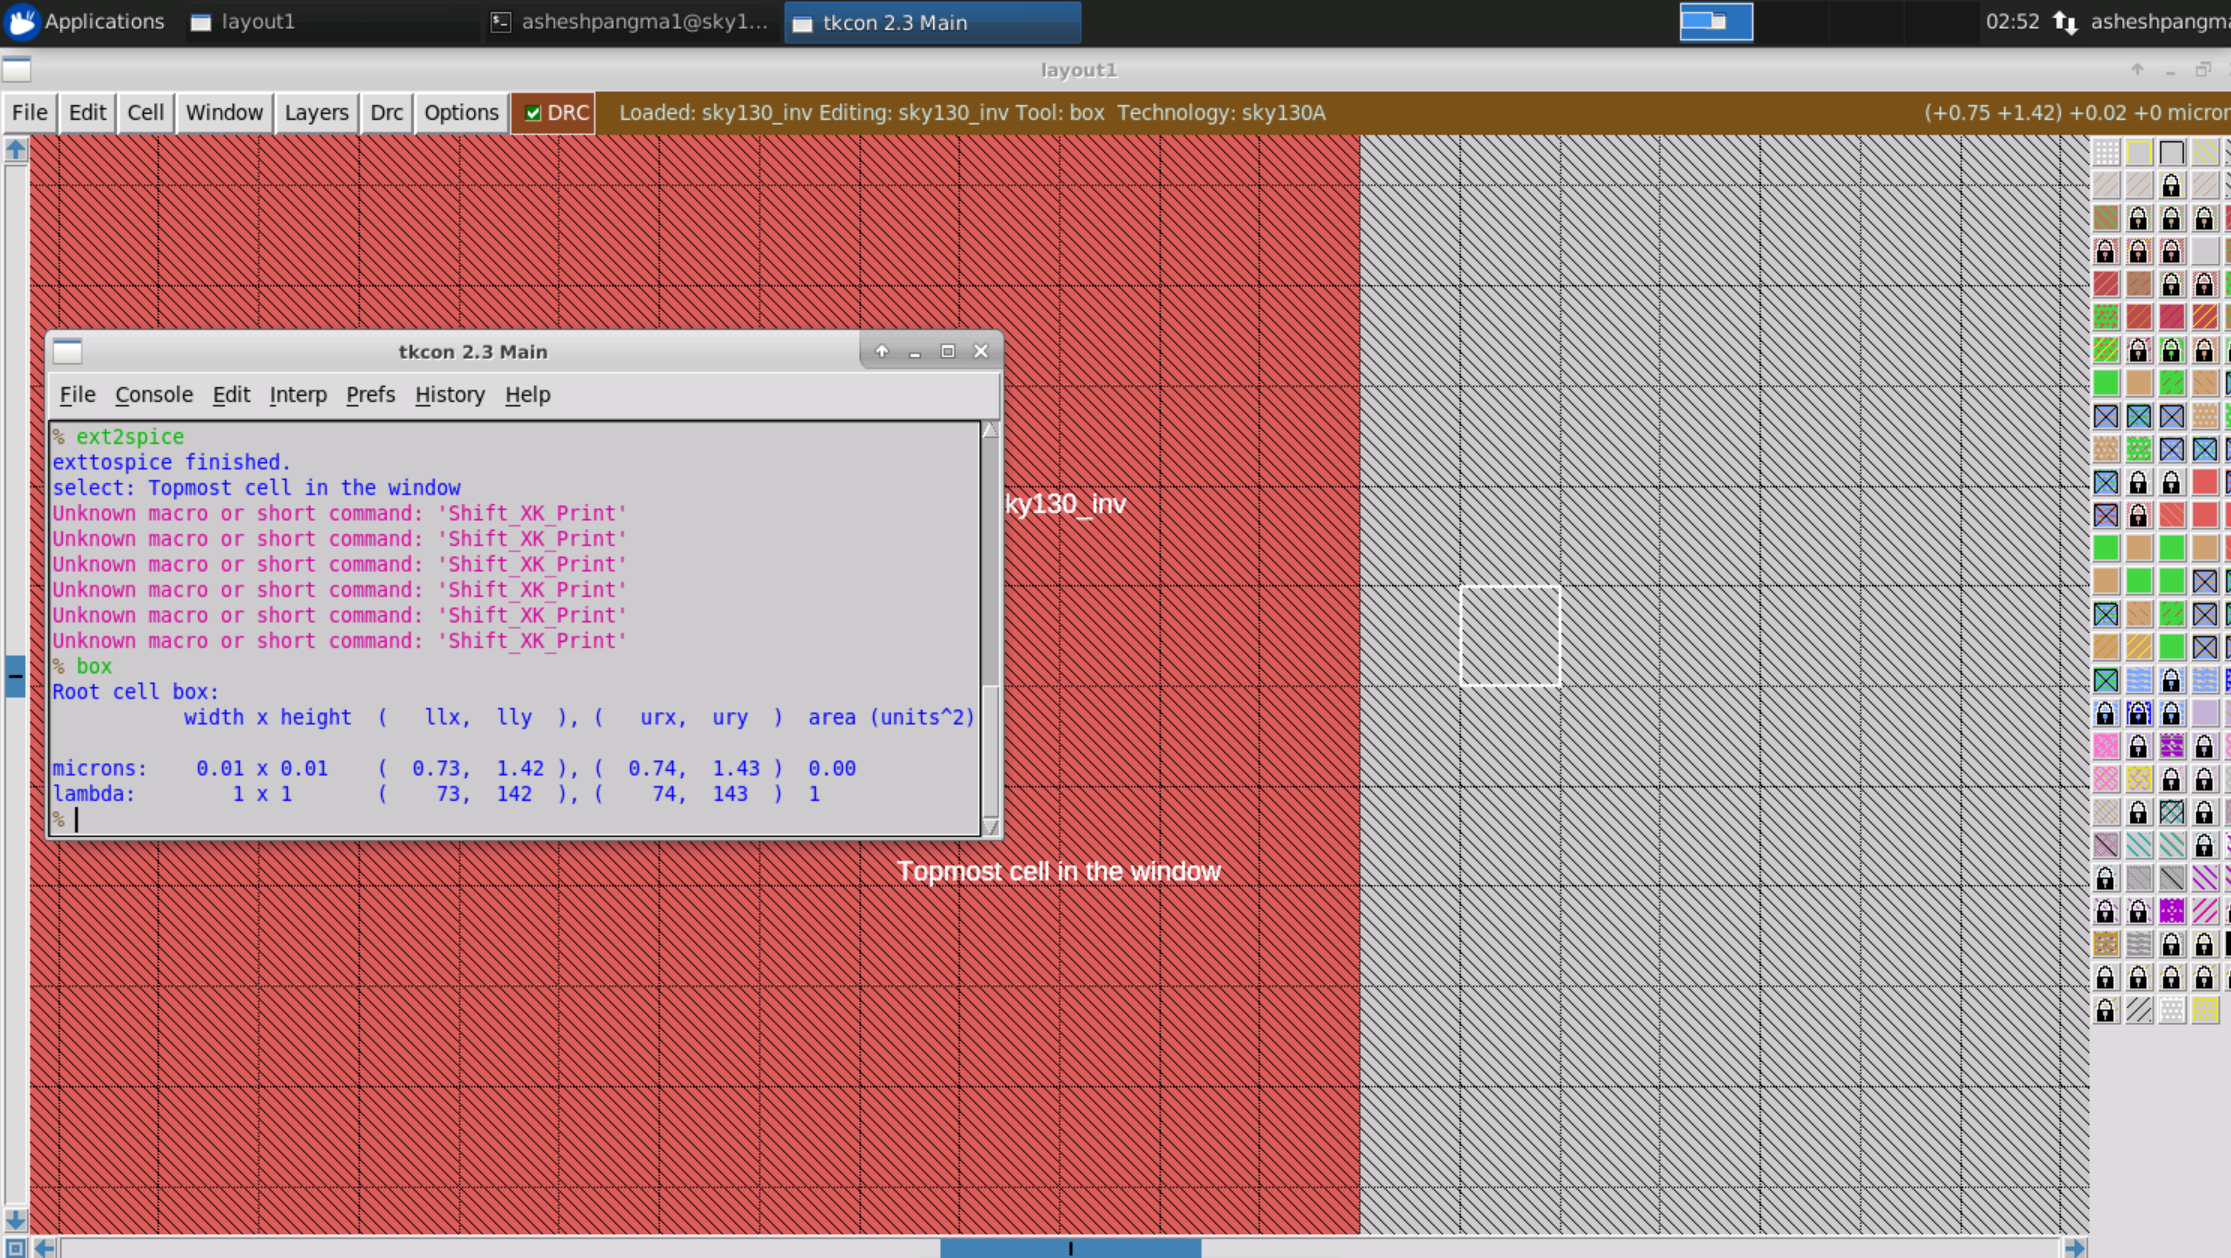 Applications layout1 asheshpangma1@sky1... tkcon 2.3 Main 02:52 asheshpangm
layout1
File Edit Cell Window Layers Drc Options DRC Loaded: sky130_inv Editing: sky130_inv Tool: box Technology: sky130A (+0.75 +1.42) +0.02 +0 micron
tkcon 2.3 Main
File Console Edit Interp Prefs History Help
% ext2spice
exttospice finished.
select: Topmost cell in the window
Unknown macro or short command: 'Shift_XK_Print'
Unknown macro or short command: 'Shift_XK_Print'
Unknown macro or short command: 'Shift_XK_Print'
Unknown macro or short command: 'Shift_XK_Print'
Unknown macro or short command: 'Shift_XK_Print'
Unknown macro or short command: 'Shift_XK_Print'
% box
Root cell box:
width x height ( llx, lly ), ( urx, ury ) area (units^2)
microns: 0.01 x 0.01 ( 0.73, 1.42 ), ( 0.74, 1.43 ) 0.00
lambda: 1 x 1 ( 73, 142 ), ( 74, 143 ) 1
%
ky130_inv
Topmost cell in the window